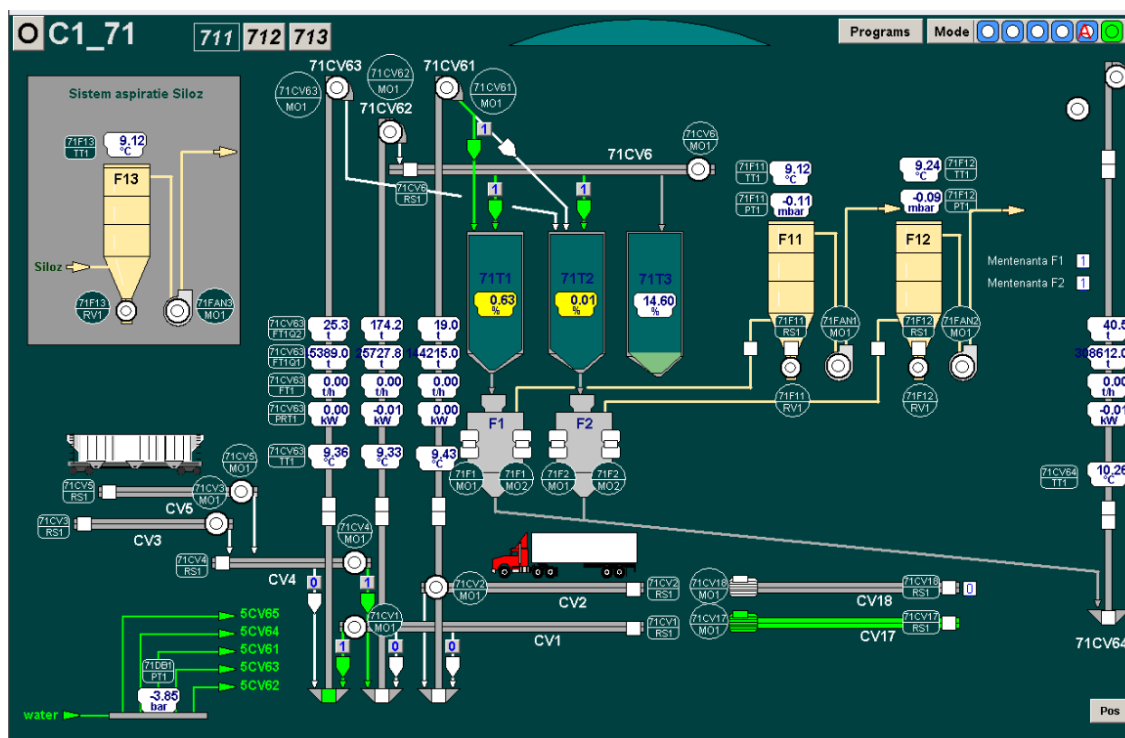 C1_71
711 712 713
Programs
Mode
A
Sistem aspiratie Siloz
71F13
TT1
9.12
°C
F13
Siloz
71F13
RV1
71FAN3
MO1
71CV63
71CV63
MO1
71CV62
MO1
71CV62
71CV61
71CV61
MO1
1
71CV6
71CV6
MO1
71CV6
RS1
1
1
71T1
0.63
%
71T2
0.01
%
71T3
14.60
%
71F11
TT1
9.12
°C
71F11
PT1
-0.11
mbar
F11
71F11
RS1
71FAN1
MO1
71F11
RV1
9.24
°C
71F12
TT1
-0.09
mbar
71F12
PT1
F12
71F12
RS1
71FAN2
MO1
71F12
RV1
Mentenanta F1 1
Mentenanta F2 1
71CV63
FT1Q2
25.3
t
174.2
t
19.0
t
71CV63
FT1Q1
t
25727.8
t
144215.0
t
71CV63
FT1
0.00
t/h
0.00
t/h
0.00
t/h
71CV63
PRT1
0.00
kW
-0.01
kW
0.00
kW
71CV63
TT1
9.36
°C
9.33
°C
9.43
°C
F1
F2
71F1
MO1
71F1
MO2
71F2
MO1
71F2
MO2
40.5
t
308612.0
t
0.00
t/h
-0.01
kW
71CV64
TT1
10.26
°C
71CV5
MO1
71CV5
RS1
CV5
71CV3
MO1
71CV3
RS1
CV3
71CV4
MO1
71CV4
RS1
CV4
0
1
71CV2
MO1
CV2
71CV2
RS1
71CV18
MO1
71CV18
RS1
0
CV18
71CV1
MO1
CV1
71CV1
RS1
71CV17
MO1
71CV17
RS1
CV17
1
0
0
71CV64
5CV65
5CV64
5CV61
5CV63
5CV62
71DB1
PT1
-3.85
bar
water
Pos